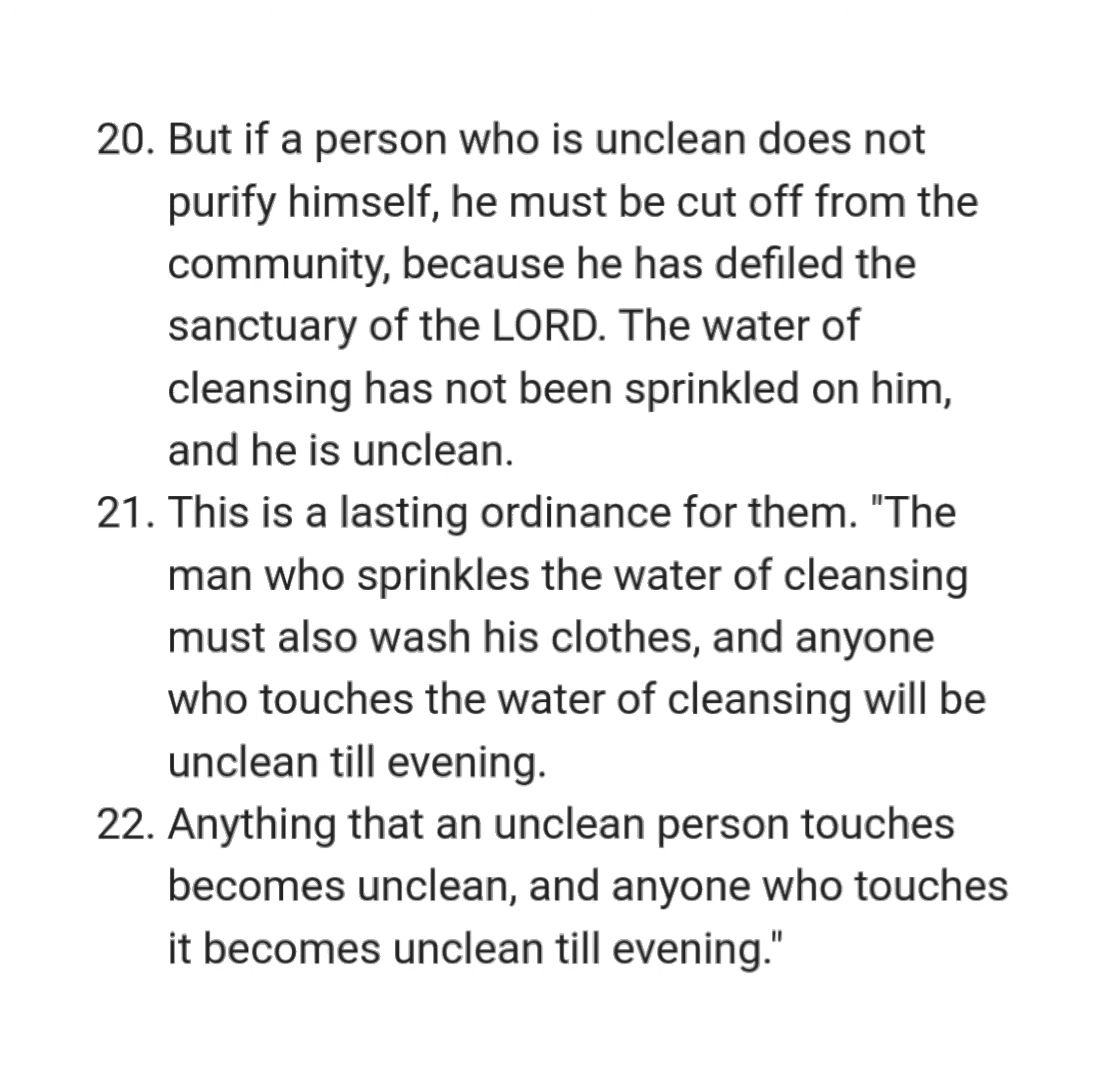 20. But if a person who is unclean does not
purify himself, he must be cut off from the
community, because he has defiled the
sanctuary of the LORD. The water of
cleansing has not been sprinkled on him,
and he is unclean.
21. This is a lasting ordinance for them. "The
man who sprinkles the water of cleansing
must also wash his clothes, and anyone
who touches the water of cleansing will be
unclean till evening.
22. Anything that an unclean person touches
becomes unclean, and anyone who touches
it becomes unclean till evening."